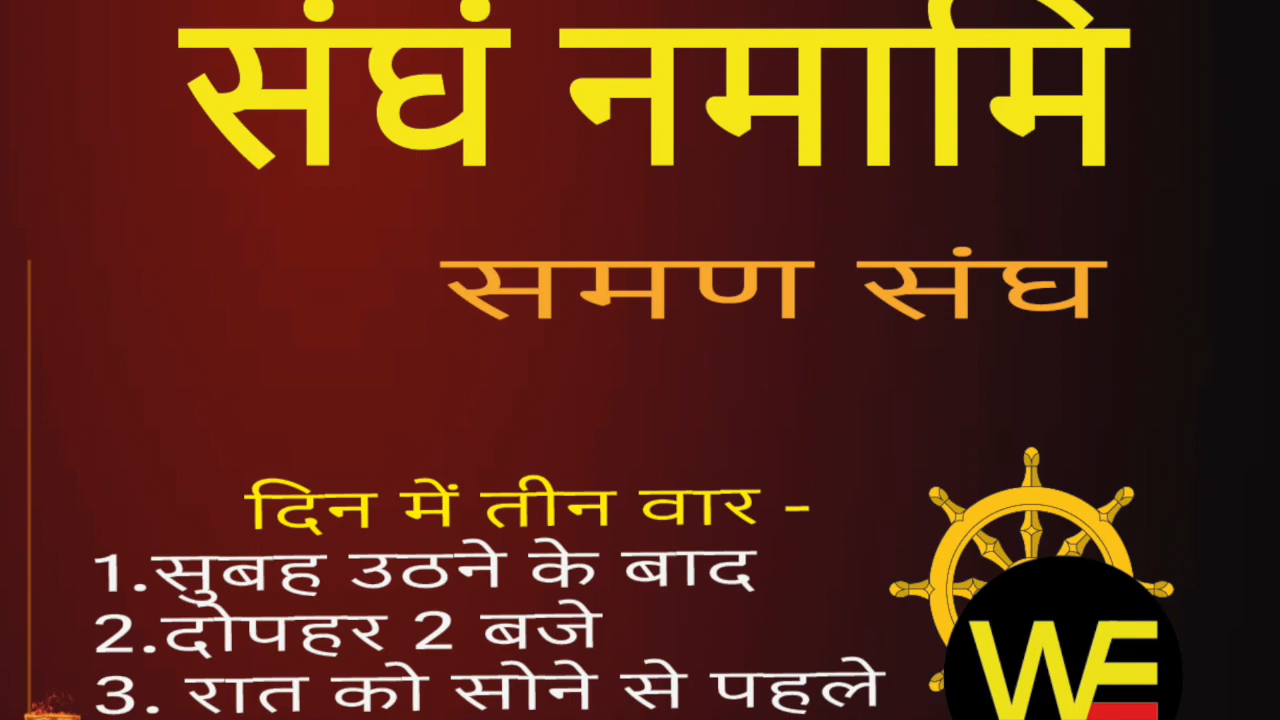 संघं नमामि
समण संघ
दिन में तीन वार -
1.सुबह उठने के बाद
2.दोपहर 2 बजे
3. रात को सोने से पहले
WE